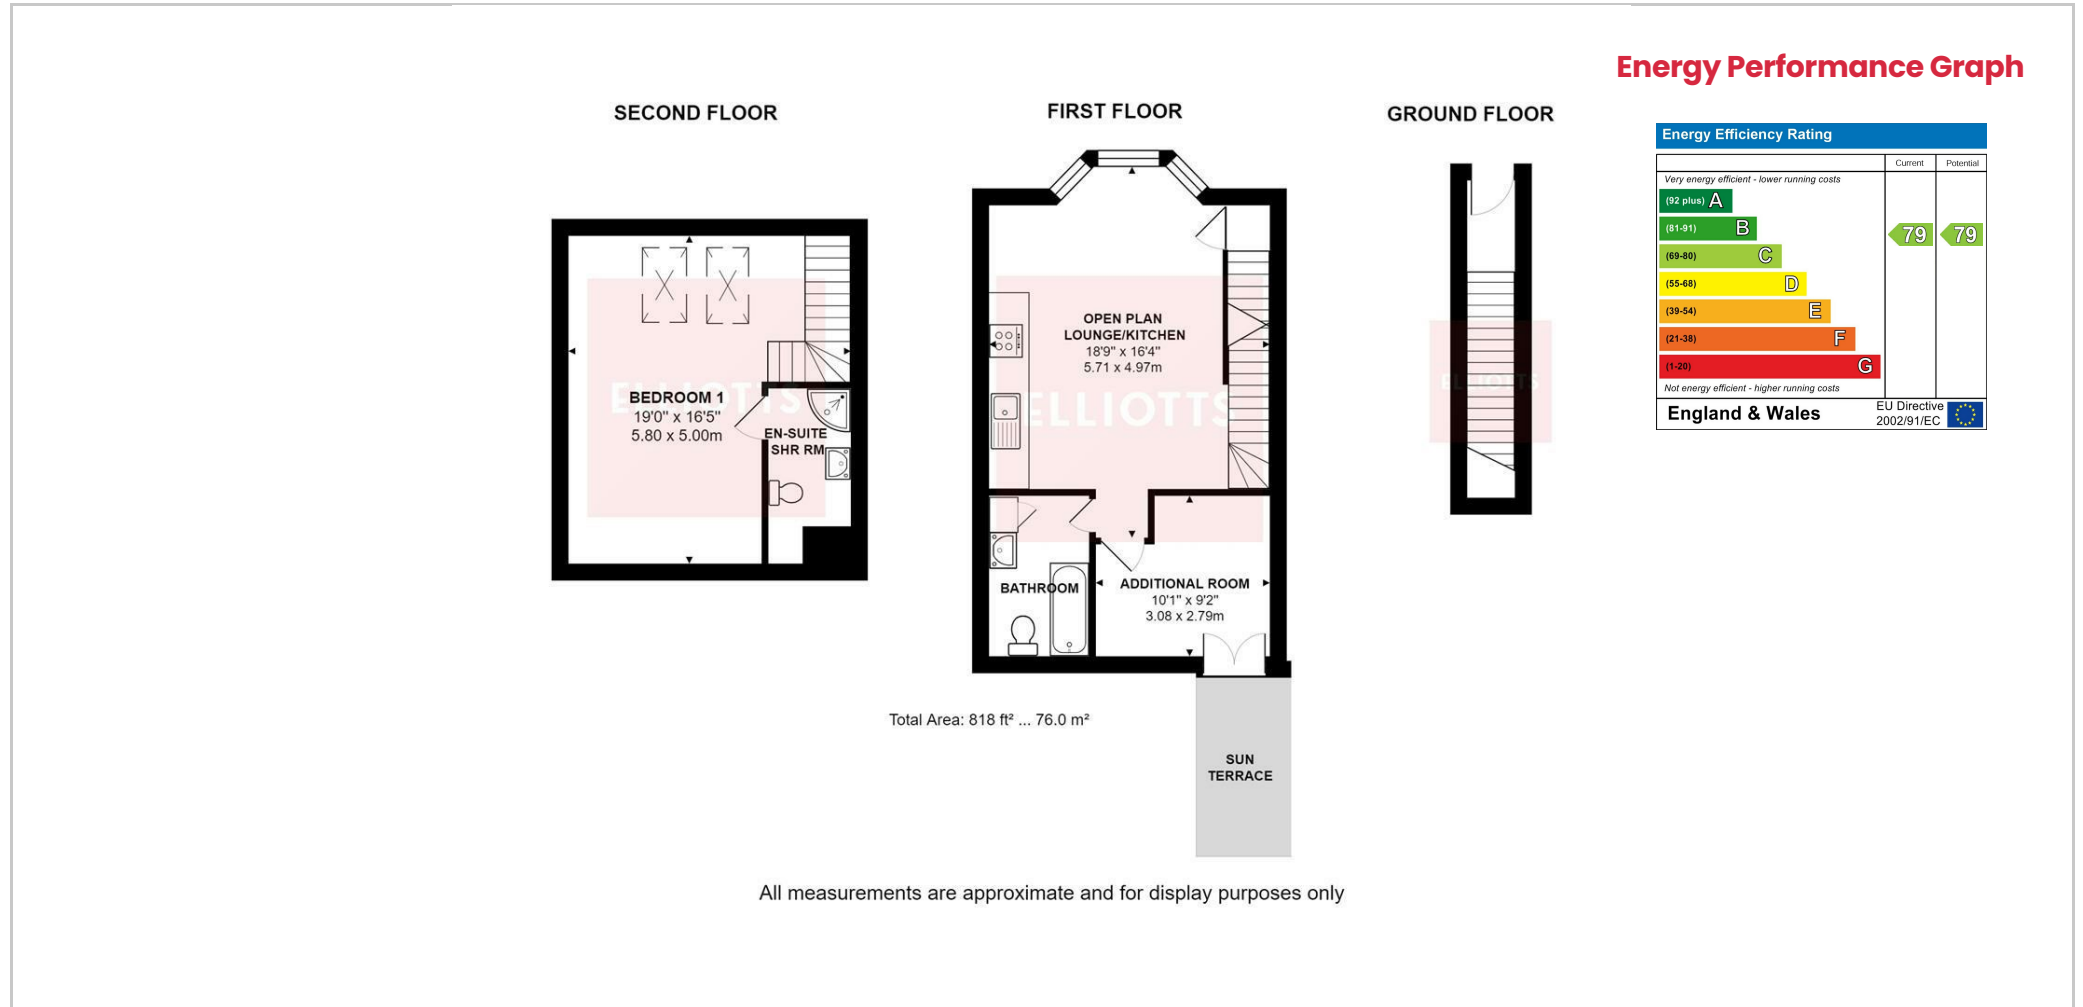 Energy Performance Graph
SECOND FLOOR
FIRST FLOOR
GROUND FLOOR
BEDROOM 1
19'0" x 16'5"
5.80 x 5.00m
EN-SUITE
SHR RM
ELLIOTTS
OPEN PLAN
LOUNGE/KITCHEN
18'9" x 16'4"
5.71 x 4.97m
ELLIOTTS
BATHROOM
ADDITIONAL ROOM
10'1" x 9'2"
3.08 x 2.79m
SUN
TERRACE
ELLIOTTS
Total Area: 818 ft² ... 76.0 m²
All measurements are approximate and for display purposes only
Energy Efficiency Rating
Current Potential
Very energy efficient - lower running costs
(92 plus) A
(81-91) B
(69-80) C
(55-68) D
(39-54) E
(21-38) F
(1-20) G
79 79
Not energy efficient - higher running costs
England & Wales
EU Directive
2002/91/EC